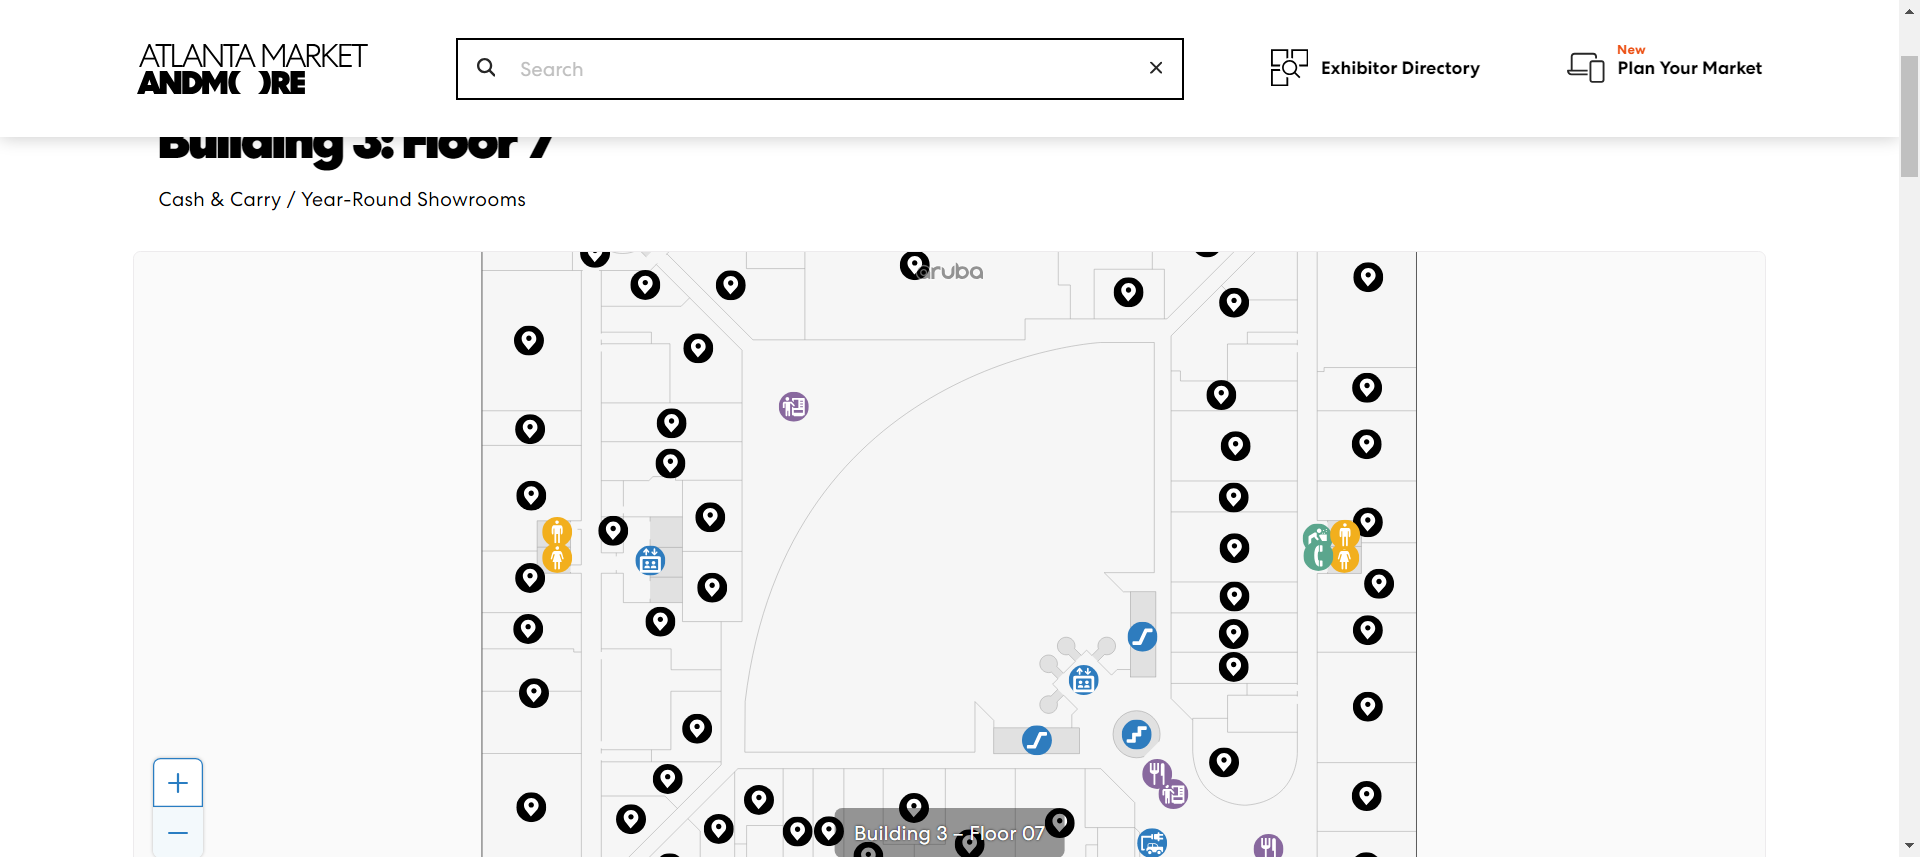 ATLANTA MARKET
ANDMORE
Search
Exhibitor Directory
New
Plan Your Market
Building 3: Floor 7
Cash & Carry / Year-Round Showrooms
aruba
Building 3 – Floor 07